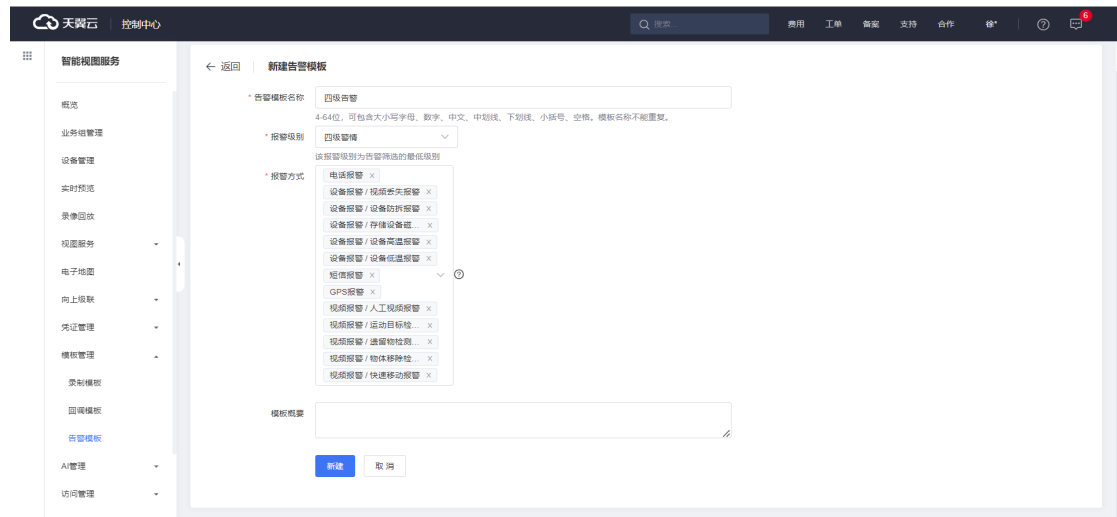 天翼云 控制中心 搜索... 费用 工单 备案 支持 合作 徐* 6
智能视图服务
概览
业务组管理
设备管理
实时预览
录像回放
视图服务
电子地图
向上级联
凭证管理
模板管理
录制模板
回调模板
告警模板
AI管理
访问管理
← 返回 新建告警模板
* 告警模板名称 四级告警
4-64位，可包含大小写字母、数字、中文、中划线、下划线、小括号、空格。模板名称不能重复。
* 报警级别 四级警情
该报警级别为告警筛选的最低级别
* 报警方式 电话报警 ×
设备报警 / 视频丢失报警 ×
设备报警 / 设备防拆报警 ×
设备报警 / 存储设备磁... ×
设备报警 / 设备高温报警 ×
设备报警 / 设备低温报警 ×
短信报警 ×
GPS报警 ×
视频报警 / 人工视频报警 ×
视频报警 / 运动目标检... ×
视频报警 / 遗留物检测... ×
视频报警 / 物体移除检... ×
视频报警 / 快速移动报警 ×
模板概要
新建 取消